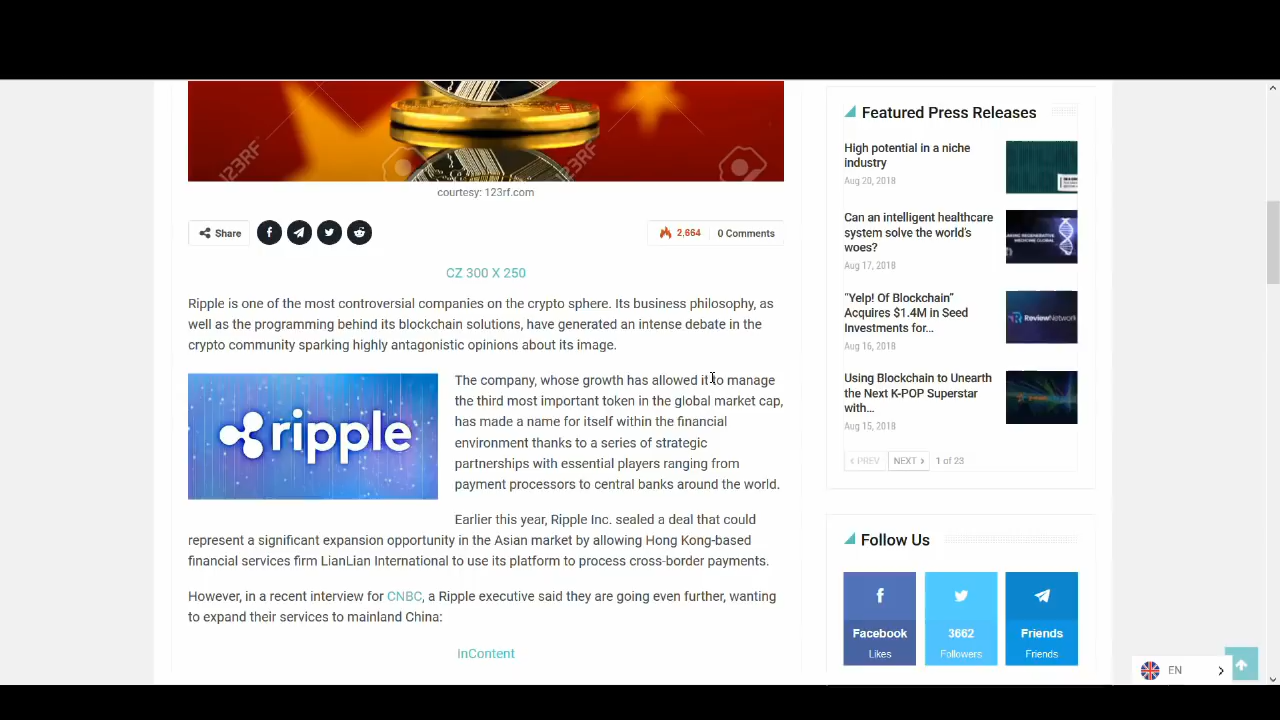 123RF
123RF
courtesy: 123rf.com
Share
2,664
0 Comments
CZ 300 X 250
Ripple is one of the most controversial companies on the crypto sphere. Its business philosophy, as
well as the programming behind its blockchain solutions, have generated an intense debate in the
crypto community sparking highly antagonistic opinions about its image.
ripple
The company, whose growth has allowed it to manage
the third most important token in the global market cap,
has made a name for itself within the financial
environment thanks to a series of strategic
partnerships with essential players ranging from
payment processors to central banks around the world.
Earlier this year, Ripple Inc. sealed a deal that could
represent a significant expansion opportunity in the Asian market by allowing Hong Kong-based
financial services firm LianLian International to use its platform to process cross-border payments.
However, in a recent interview for CNBC, a Ripple executive said they are going even further, wanting
to expand their services to mainland China:
inContent
Featured Press Releases
High potential in a niche
industry
Aug 20, 2018
Can an intelligent healthcare
system solve the world's
woes?
Aug 17, 2018
"Yelp! Of Blockchain"
Acquires $1.4M in Seed
Investments for...
Aug 16, 2018
ReviewNetwork
Using Blockchain to Unearth
the Next K-POP Superstar
with...
Aug 15, 2018
PREV
NEXT
1 of 23
Follow Us
Facebook
Likes
3662
Followers
Friends
Friends
EN